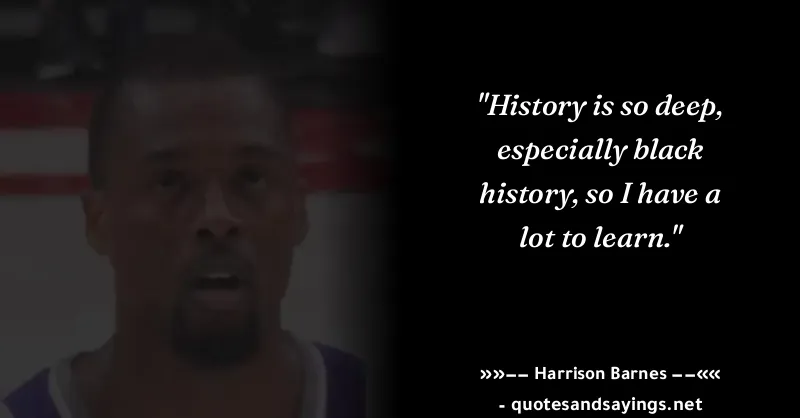 "History is so deep,
especially black
history, so I have a
lot to learn."
»»−− Harrison Barnes −−««
- quotesandsayings.net